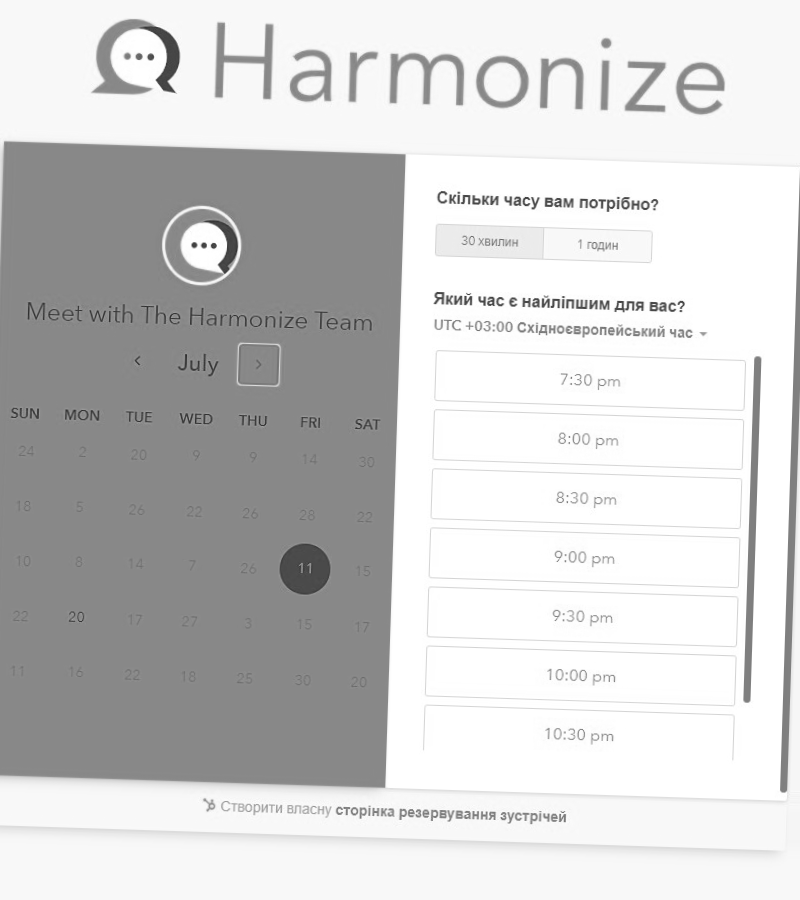 Harmonize
Meet with The Harmonize Team
July
SUN MON TUE WED THU FRI SAT
24 2 20 9 9 14 30
18 5 26 22 26 28 22
10 8 14 7 26 11 15
22 20 17 27 3 15 17
11 16 22 18 25 30 20
Скільки часу вам потрібно?
30 хвилин 1 годин
Який час є найліпшим для вас?
UTC +03:00 Східноєвропейський час
7:30 pm
8:00 pm
8:30 pm
9:00 pm
9:30 pm
10:00 pm
10:30 pm
Створити власну сторінка резервування зустрічей